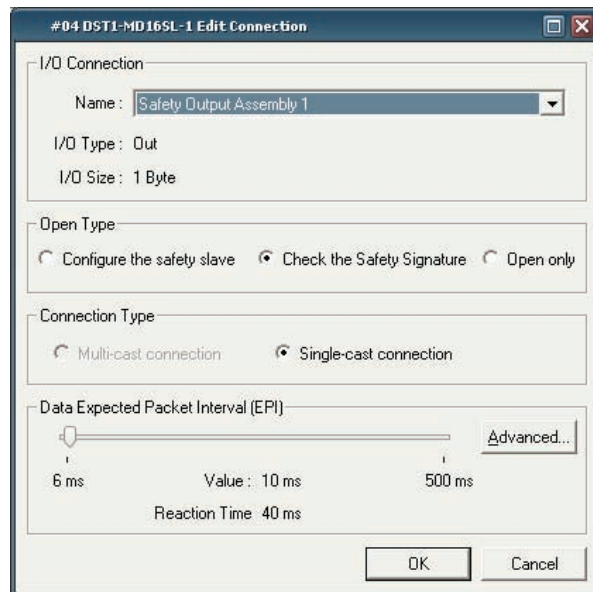 #04 DST1-MD16SL-1 Edit Connection
I/O Connection
Name : Safety Output Assembly 1
I/O Type : Out
I/O Size : 1 Byte
Open Type
Configure the safety slave Check the Safety Signature Open only
Connection Type
Multi-cast connection Single-cast connection
Data Expected Packet Interval (EPI)
Advanced...
6 ms Value : 10 ms 500 ms
Reaction Time 40 ms
OK Cancel